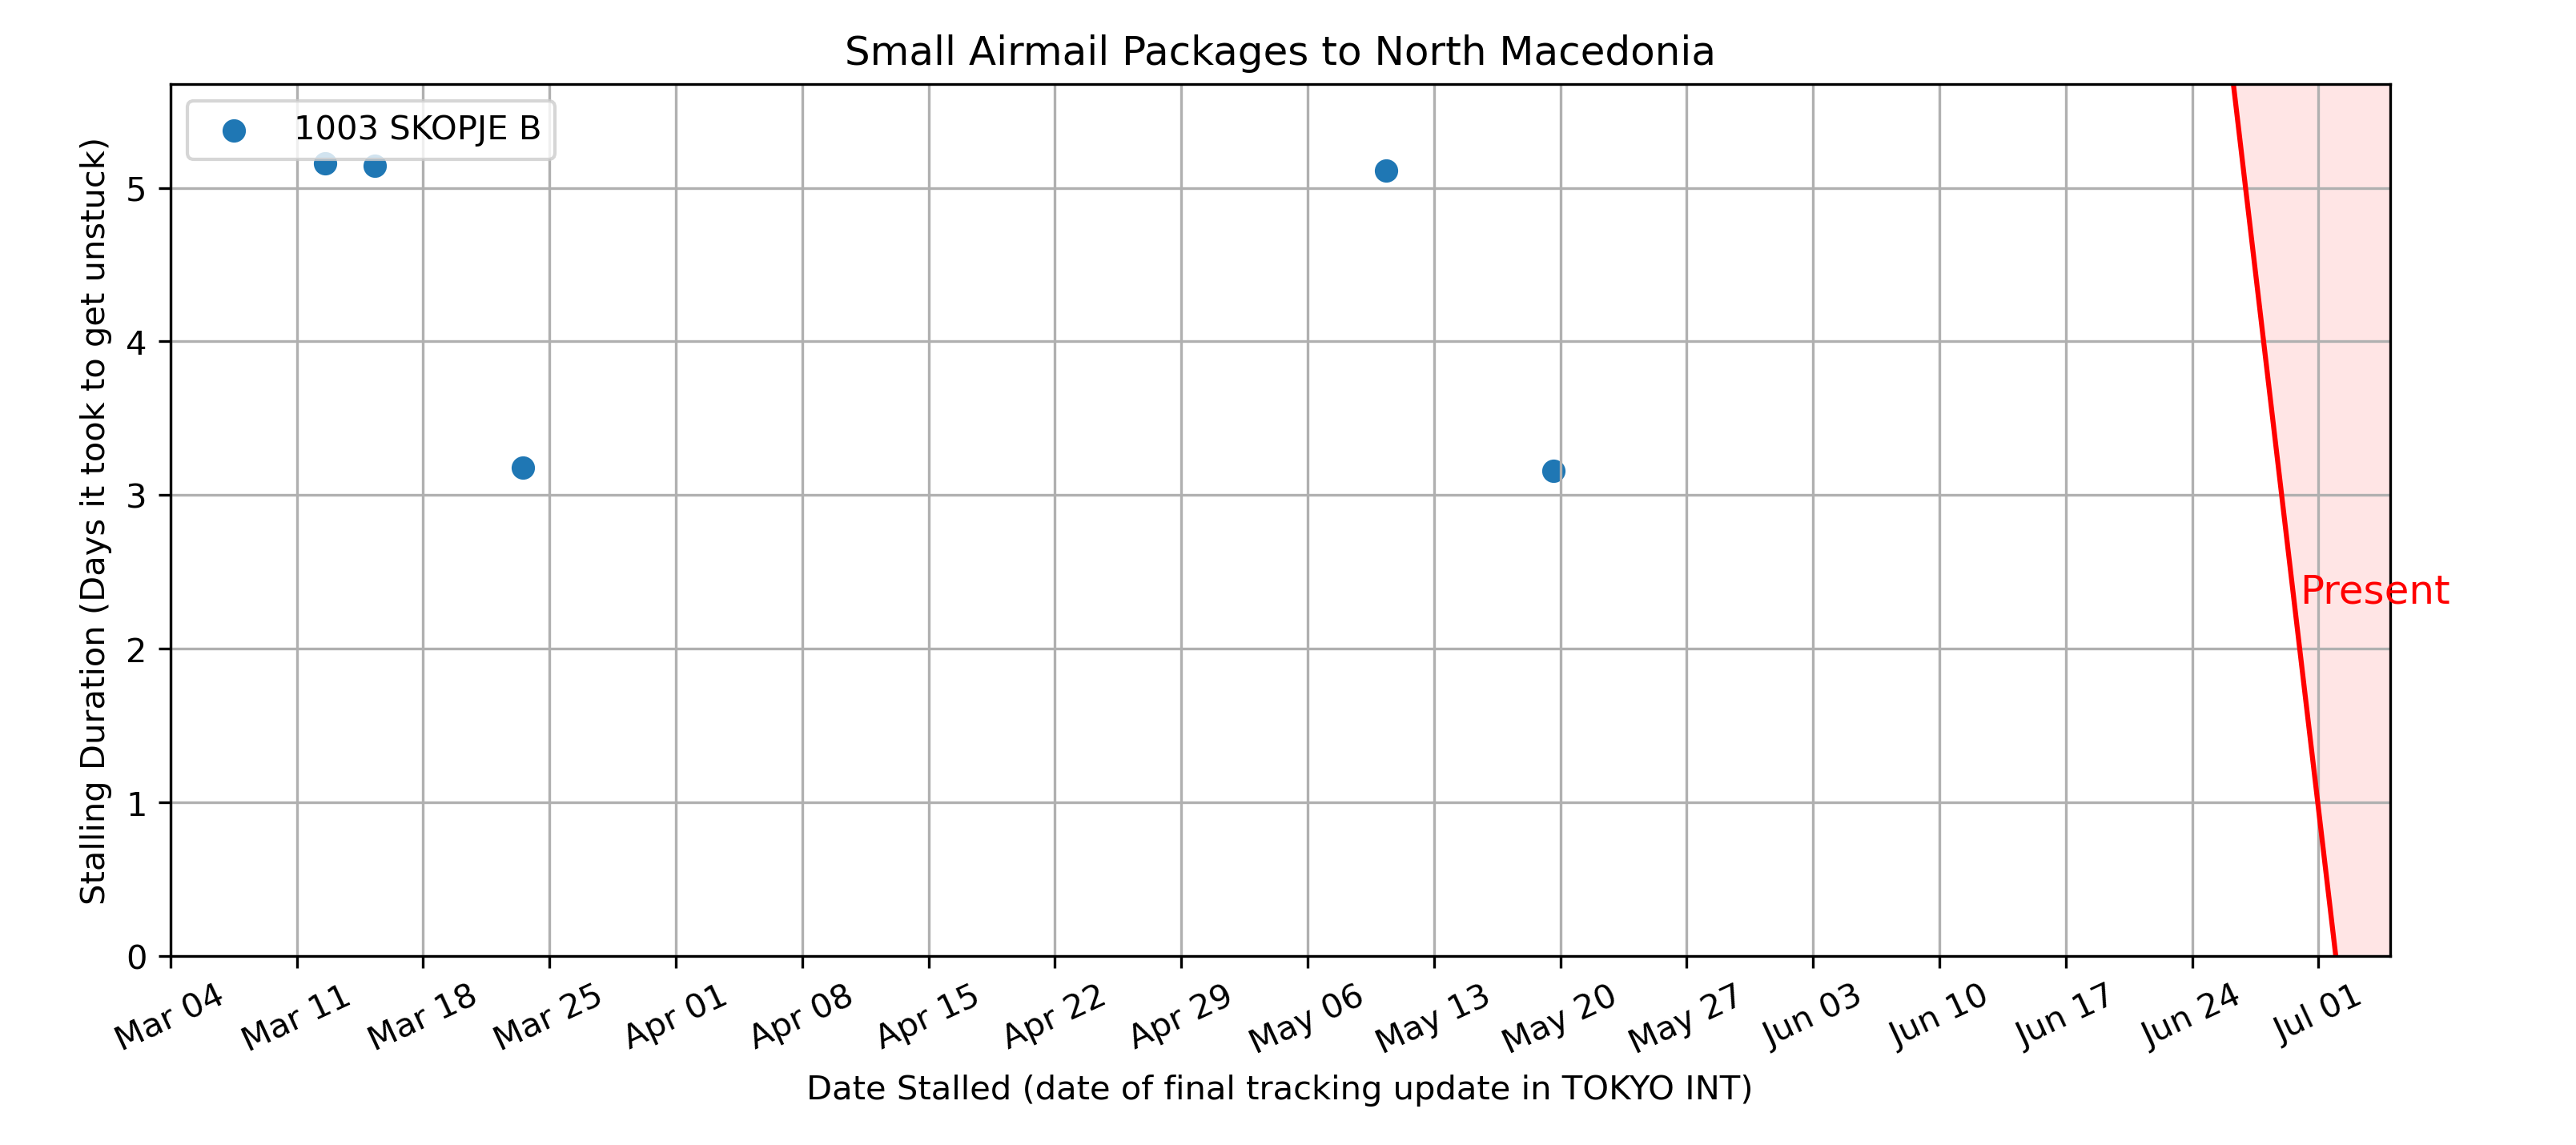 Small Airmail Packages to North Macedonia
1003 SKOPJE B
Stalling Duration (Days it took to get unstuck)
5
4
3
2
1
0
Present
Mar 04
Mar 11
Mar 18
Mar 25
Apr 01
Apr 08
Apr 15
Apr 22
Apr 29
May 06
May 13
May 20
May 27
Jun 03
Jun 10
Jun 17
Jun 24
Jul 01
Date Stalled (date of final tracking update in TOKYO INT)